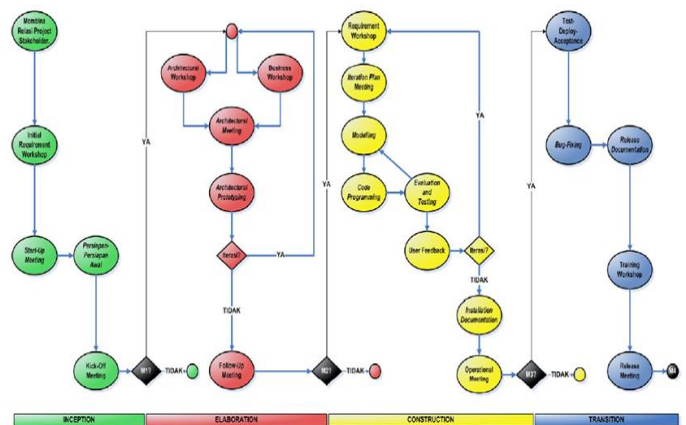 Membina
Relasi Project
Stakeholder.
Initial
Requirement
Workshop
Start-Up
Meeting
Persiapan-
Persiapan
Awal
Kick-Off
Meeting
M1?
TIDAK
YA
Architectural
Workshop
Business
Workshop
Architectural
Meeting
Architectural
Prototyping
Iterasi?
YA
TIDAK
Follow-Up
Meeting
M2?
TIDAK
YA
Requirement
Workshop
Iteration Plan
Meeting
Modelling
Code
Programming
Evaluation
and
Testing
User Feedback
Iterasi?
YA
TIDAK
Installation
Documentation
Operational
Meeting
M3?
TIDAK
YA
Test-
Deploy-
Acceptance
Bug-Fixing
Release
Documentation
Training
Workshop
Release
Meeting
INCEPTION
ELABORATION
CONSTRUCTION
TRANSITION